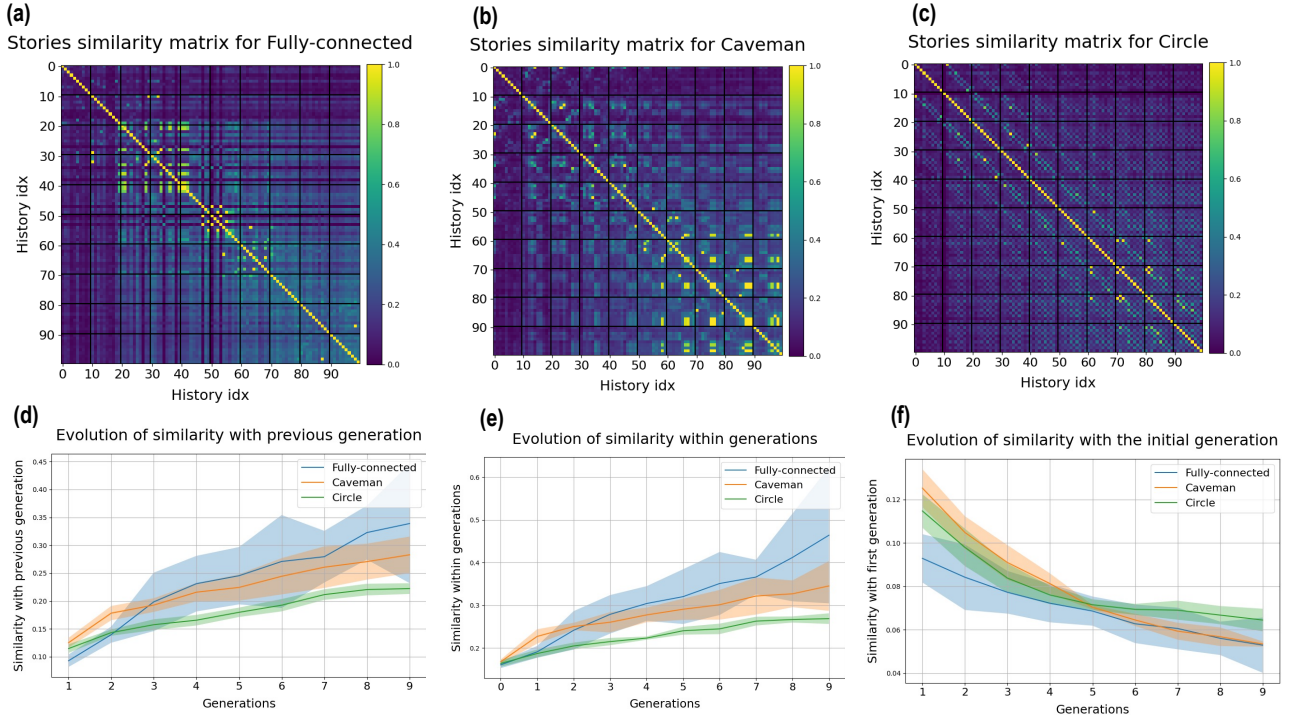 (a)
Stories similarity matrix for Fully-connected
0
10
20
30
40
50
60
70
80
90
History idx
0 10 20 30 40 50 60 70 80 90
History idx
1.0
0.8
0.6
0.4
0.2
0.0
(b)
Stories similarity matrix for Caveman
0
10
20
30
40
50
60
70
80
90
History idx
0 10 20 30 40 50 60 70 80 90
History idx
1.0
0.8
0.6
0.4
0.2
0.0
(c)
Stories similarity matrix for Circle
0
10
20
30
40
50
60
70
80
90
History idx
0 10 20 30 40 50 60 70 80 90
History idx
1.0
0.8
0.6
0.4
0.2
0.0
(d)
Evolution of similarity with previous generation
Similarity with previous generation
0.45
0.40
0.35
0.30
0.25
0.20
0.15
0.10
Fully-connected
Caveman
Circle
1 2 3 4 5 6 7 8 9
Generations
(e)
Evolution of similarity within generations
Similarity within generations
0.6
0.5
0.4
0.3
0.2
Fully-connected
Caveman
Circle
0 1 2 3 4 5 6 7 8 9
Generations
(f)
Evolution of similarity with the initial generation
Similarity with first generation
0.12
0.10
0.08
0.06
0.04
Fully-connected
Caveman
Circle
1 2 3 4 5 6 7 8 9
Generations